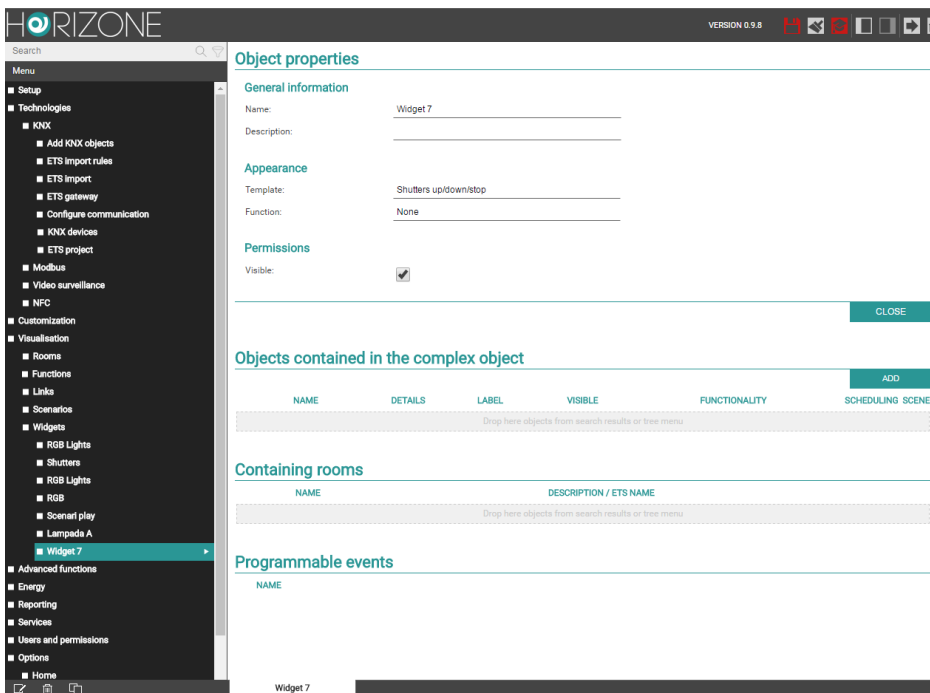 HORIZONE
VERSION 0.9.8
Search
Menu
Setup
Technologies
KNX
Add KNX objects
ETS import rules
ETS import
ETS gateway
Configure communication
KNX devices
ETS project
Modbus
Video surveillance
NFC
Customization
Visualisation
Rooms
Functions
Links
Scenarios
Widgets
RGB Lights
Shutters
RGB Lights
RGB
Scenari play
Lampada A
Widget 7
Advanced functions
Energy
Reporting
Services
Users and permissions
Options
Home
Object properties
General information
Name: Widget 7
Description:
Appearance
Template: Shutters up/down/stop
Function: None
Permissions
Visible:
CLOSE
Objects contained in the complex object
ADD
NAME DETAILS LABEL VISIBLE FUNCTIONALITY SCHEDULING SCENE
Drop here objects from search results or tree menu
Containing rooms
NAME DESCRIPTION / ETS NAME
Drop here objects from search results or tree menu
Programmable events
NAME
Widget 7